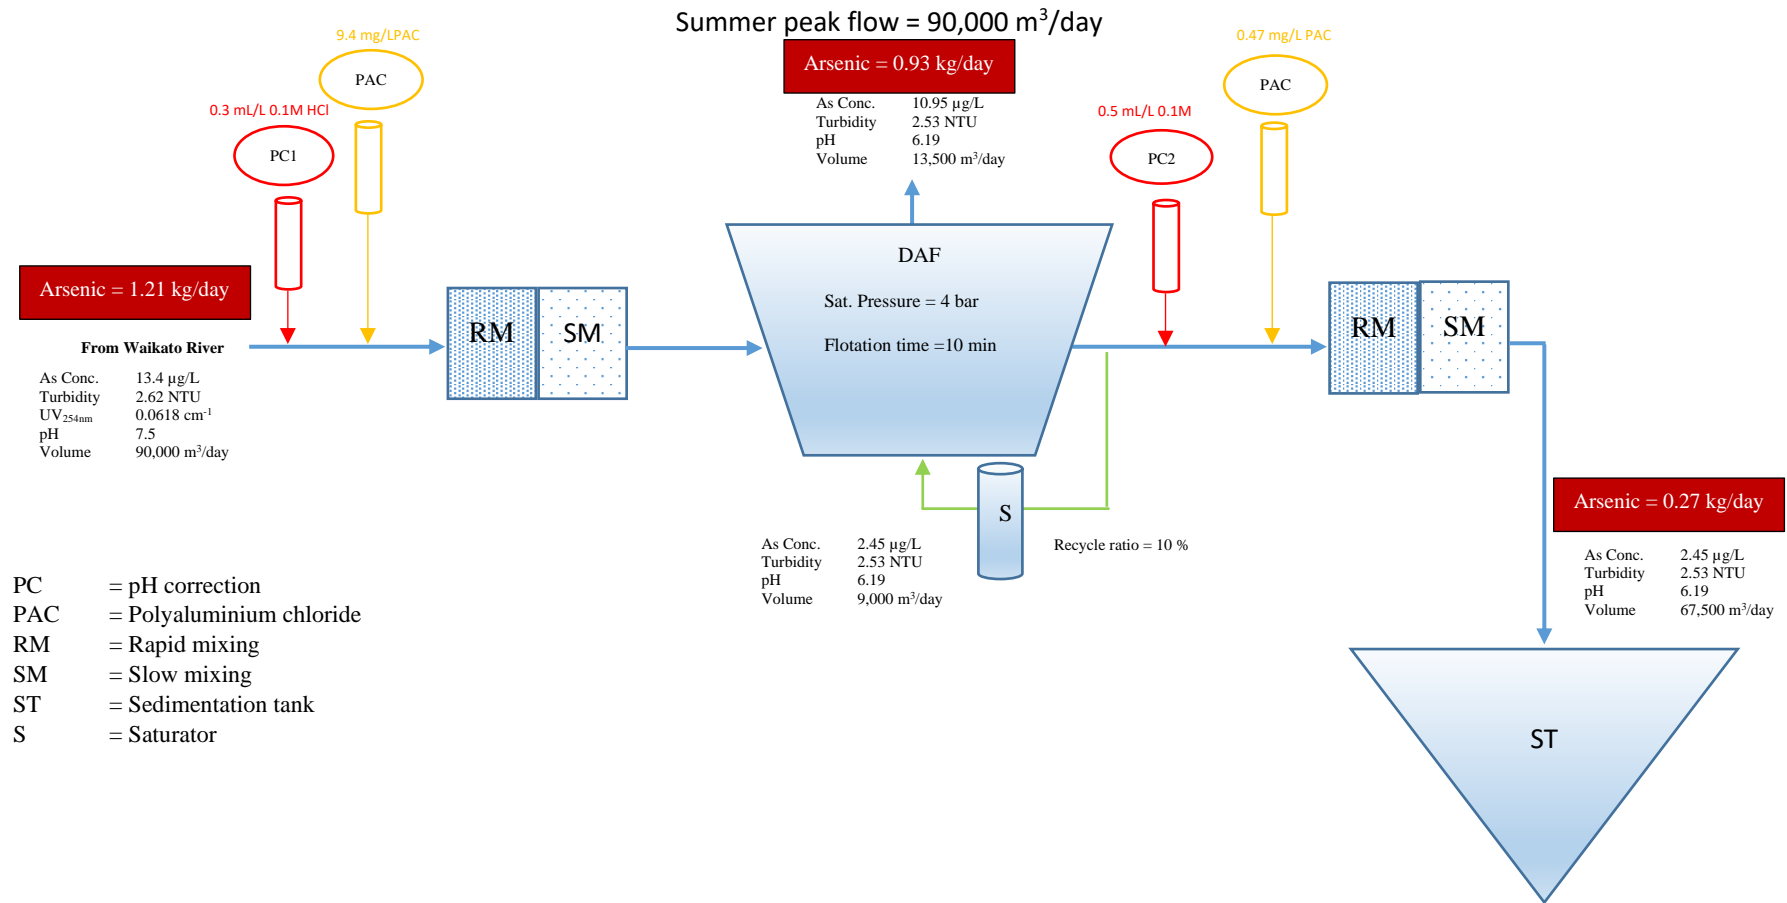 Summer peak flow = 90,000 m³/day
9.4 mg/LPAC
PAC
0.3 mL/L 0.1M HCl
PC1
Arsenic = 0.93 kg/day
As Conc. 10.95 µg/L
Turbidity 2.53 NTU
pH 6.19
Volume 13,500 m³/day
0.47 mg/L PAC
PAC
0.5 mL/L 0.1M
PC2
Arsenic = 1.21 kg/day
From Waikato River
As Conc. 13.4 µg/L
Turbidity 2.62 NTU
UV₂₅₄nm 0.0618 cm⁻¹
pH 7.5
Volume 90,000 m³/day
RM
SM
DAF
Sat. Pressure = 4 bar
Flotation time =10 min
RM
SM
S
As Conc. 2.45 µg/L
Turbidity 2.53 NTU
pH 6.19
Volume 9,000 m³/day
Recycle ratio = 10 %
Arsenic = 0.27 kg/day
As Conc. 2.45 µg/L
Turbidity 2.53 NTU
pH 6.19
Volume 67,500 m³/day
ST
PC = pH correction
PAC = Polyaluminium chloride
RM = Rapid mixing
SM = Slow mixing
ST = Sedimentation tank
S = Saturator